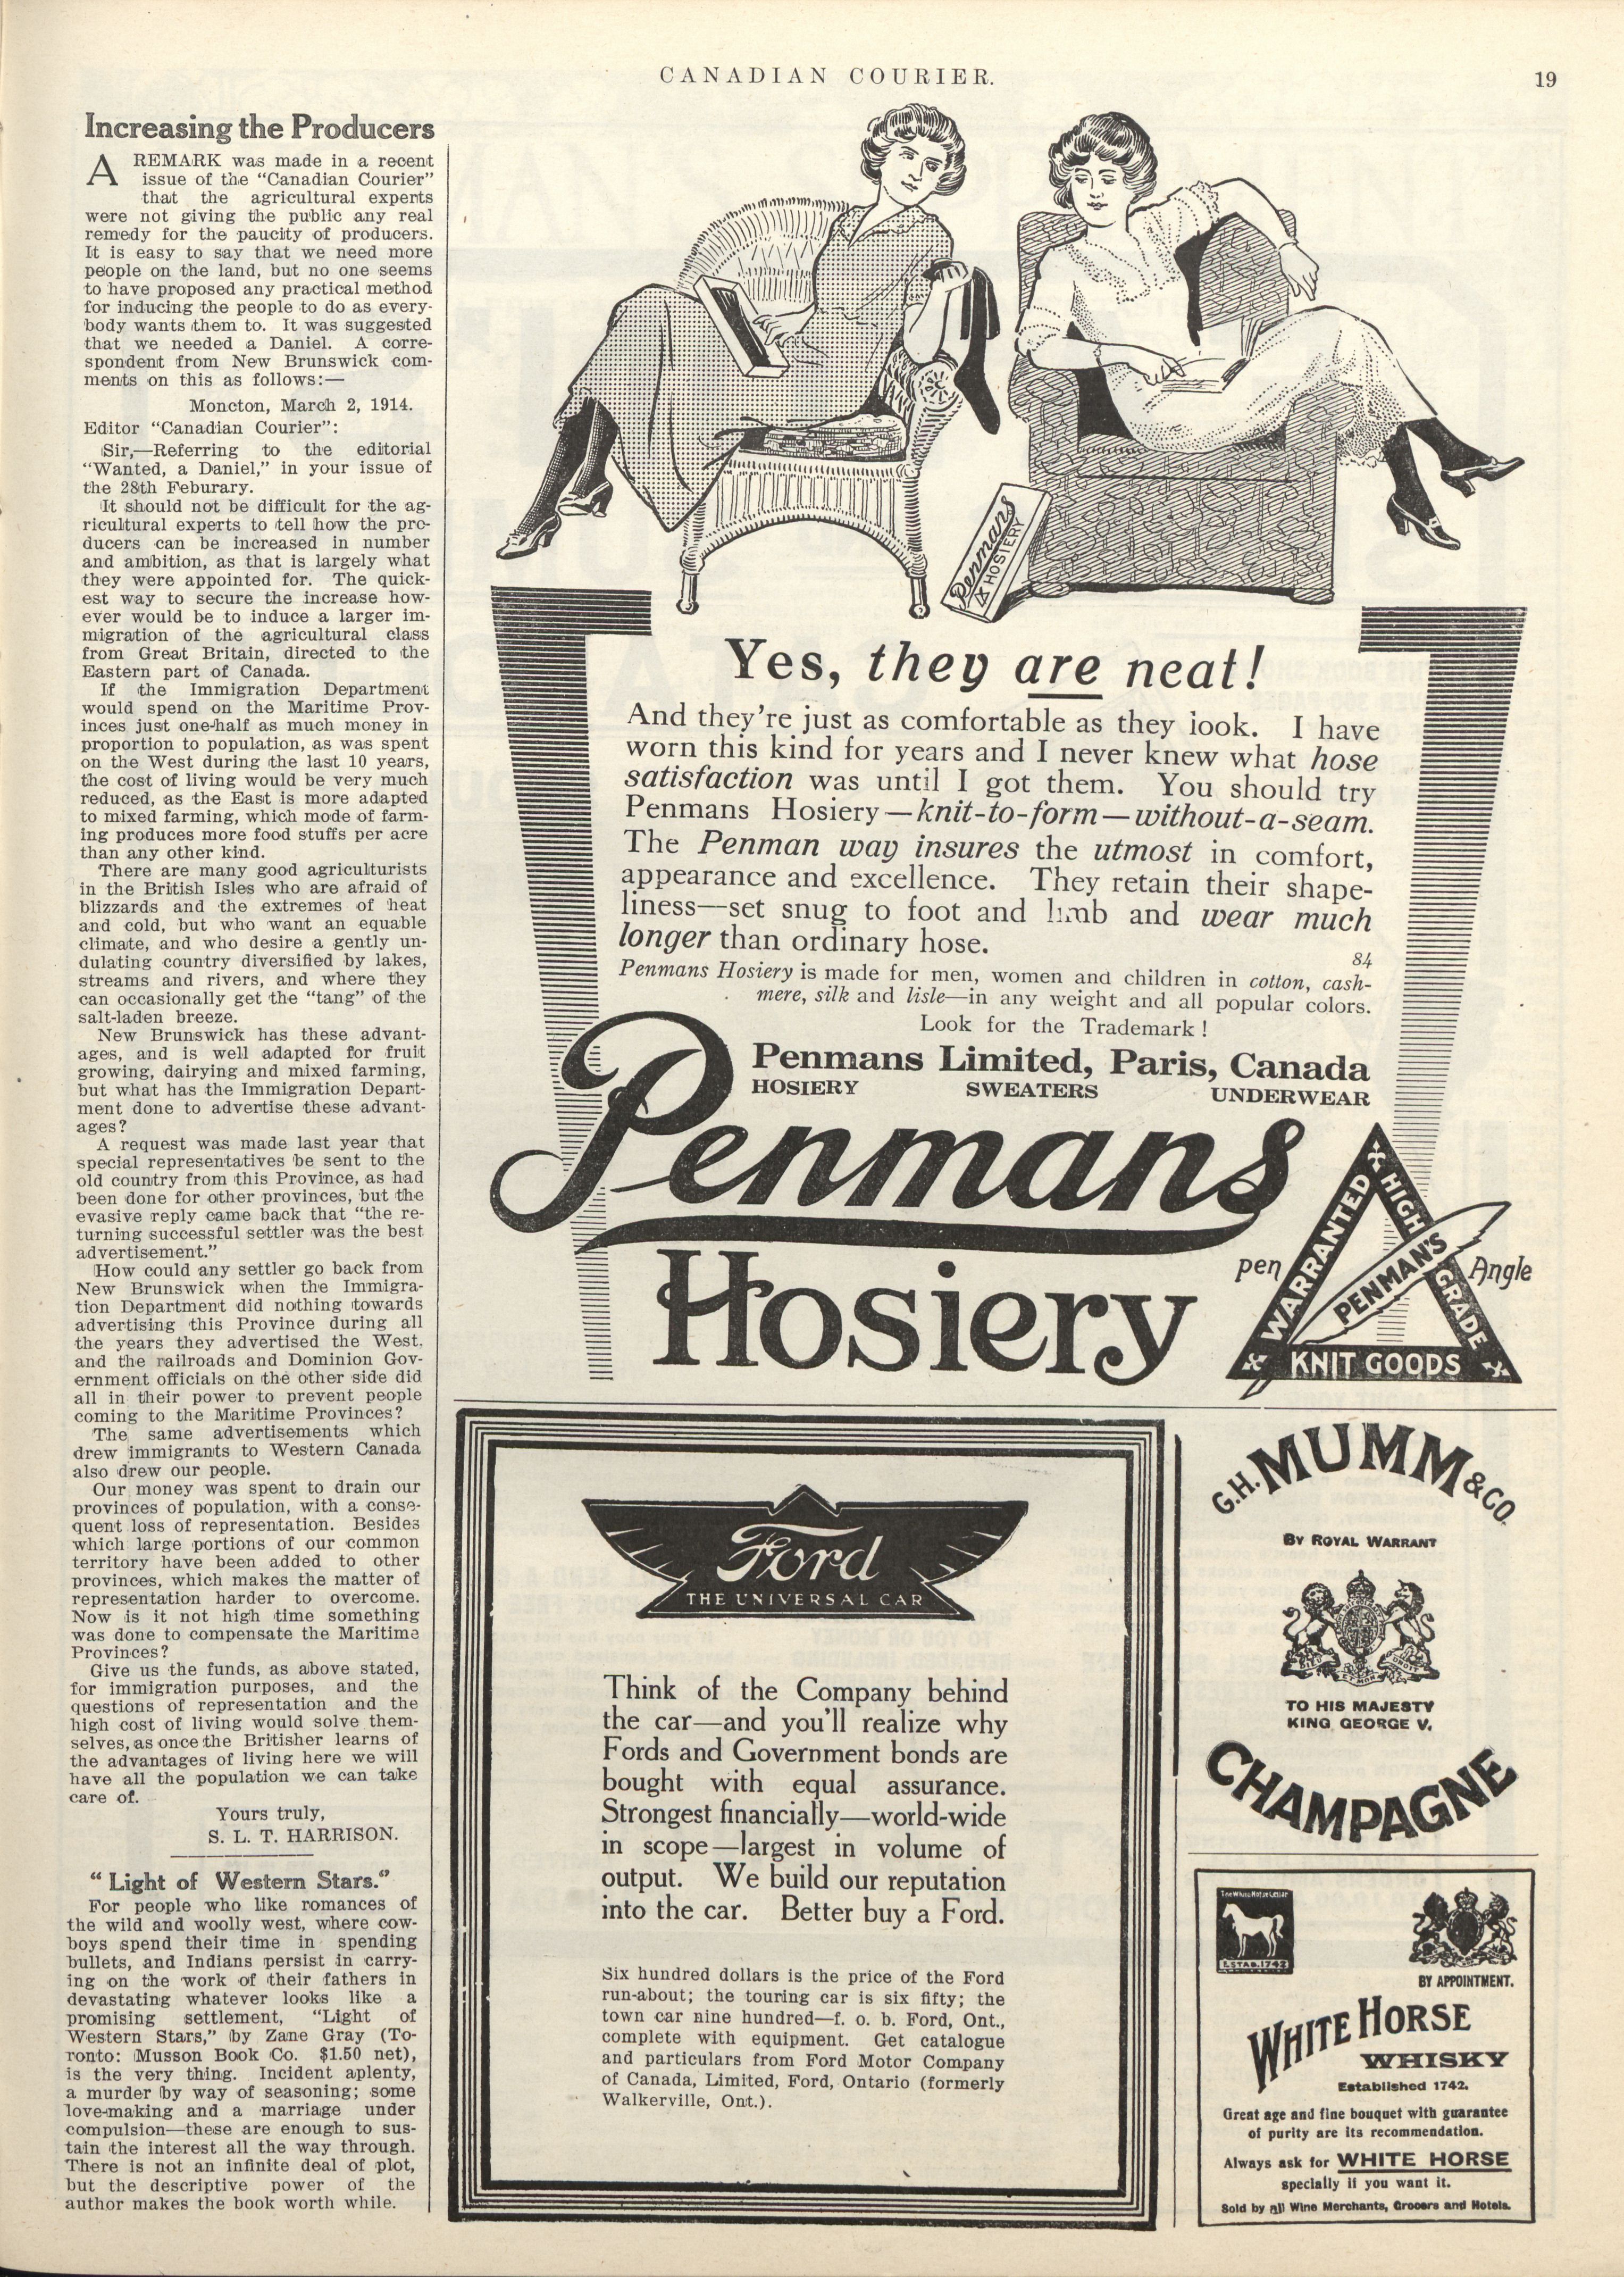 CANADIAN COURIER.
19
Increasing the Producers
A REMARK was made in a recent
issue of the "Canadian Courier"
that the agricultural experts
were not giving the public any real
remedy for the paucity of producers.
It is easy to say that we need more
people on the land, but no one seems
to have proposed any practical method
for inducing the people to do as every-
body wants them to. It was suggested
that we needed a Daniel. A corre-
spondent from New Brunswick com-
ments on this as follows:—
Moncton, March 2, 1914.
Editor "Canadian Courier":
Sir,—Referring to the editorial
"Wanted, a Daniel," in your issue of
the 28th Feburary.
It should not be difficult for the ag-
ricultural experts to tell how the pro-
ducers can be increased in number
and ambition, as that is largely what
they were appointed for. The quick-
est way to secure the increase how-
ever would be to induce a larger im-
migration of the agricultural class
from Great Britain, directed to the
Eastern part of Canada.
If the Immigration Department
would spend on the Maritime Prov-
inces just one-half as much money in
proportion to population, as was spent
on the West during the last 10 years,
the cost of living would be very much
reduced, as the East is more adapted
to mixed farming, which mode of farm-
ing produces more food stuffs per acre
than any other kind.
There are many good agriculturists
in the British Isles who are afraid of
blizzards and the extremes of heat
and cold, but who want an equable
climate, and who desire a gently un-
dulating country diversified by lakes,
streams and rivers, and where they
can occasionally get the "tang" of the
salt-laden breeze.
New Brunswick has these advant-
ages, and is well adapted for fruit
growing, dairying and mixed farming,
but what has the Immigration Depart-
ment done to advertise these advant-
ages?
A request was made last year that
special representatives be sent to the
old country from this Province, as had
been done for other provinces, but the
evasive reply came back that "the re-
turning successful settler was the best
advertisement."
How could any settler go back from
New Brunswick when the Immigra-
tion Department did nothing towards
advertising this Province during all
the years they advertised the West,
and the railroads and Dominion Gov-
ernment officials on the other side did
all in their power to prevent people
coming to the Maritime Provinces?
The same advertisements which
drew immigrants to Western Canada
also drew our people.
Our money was spent to drain our
provinces of population, with a conse-
quent loss of representation. Besides
which large portions of our common
territory have been added to other
provinces, which makes the matter of
representation harder to overcome.
Now is it not high time something
was done to compensate the Maritime
Provinces?
Give us the funds, as above stated,
for immigration purposes, and the
questions of representation and the
high cost of living would solve them-
selves, as once the Britisher learns of
the advantages of living here we will
have all the population we can take
care of.
Yours truly,
S. L. T. HARRISON.
"Light of Western Stars."
For people who like romances of
the wild and woolly west, where cow-
boys spend their time in spending
bullets, and Indians persist in carry-
ing on the work of their fathers in
devastating whatever looks like a
promising settlement, "Light of
Western Stars," by Zane Gray (To-
ronto: Musson Book Co. $1.50 net),
is the very thing. Incident aplenty,
a murder by way of seasoning; some
love-making and a marriage under
compulsion—these are enough to sus-
tain the interest all the way through.
There is not an infinite deal of plot,
but the descriptive power of the
author makes the book worth while.
Penmans
HOSIERY
Yes, they are neat!
And they're just as comfortable as they look. I have
worn this kind for years and I never knew what hose
satisfaction was until I got them. You should try
Penmans Hosiery—knit-to-form—without-a-seam.
The Penman way insures the utmost in comfort,
appearance and excellence. They retain their shape-
liness—set snug to foot and limb and wear much
longer than ordinary hose.
84
Penmans Hosiery is made for men, women and children in cotton, cash-
mere, silk and lisle—in any weight and all popular colors.
Look for the Trademark!
Penmans Limited, Paris, Canada
HOSIERY SWEATERS UNDERWEAR
Penmans
Hosiery
pen Angle
WARRANTED
HIGH GRADE
PENMAN'S
KNIT GOODS
Ford
THE UNIVERSAL CAR
Think of the Company behind
the car—and you'll realize why
Fords and Government bonds are
bought with equal assurance.
Strongest financially—world-wide
in scope—largest in volume of
output. We build our reputation
into the car. Better buy a Ford.
Six hundred dollars is the price of the Ford
run-about; the touring car is six fifty; the
town car nine hundred—f. o. b. Ford, Ont.,
complete with equipment. Get catalogue
and particulars from Ford Motor Company
of Canada, Limited, Ford, Ontario (formerly
Walkerville, Ont.).
G.H. MUMM & CO
BY ROYAL WARRANT
TO HIS MAJESTY
KING GEORGE V.
CHAMPAGNE
The White Horse Cellar
ESTAB. 1742
BY APPOINTMENT.
WHITE HORSE
WHISKY
Established 1742.
Great age and fine bouquet with guarantee
of purity are its recommendation.
Always ask for WHITE HORSE
specially if you want it.
Sold by all Wine Merchants, Grocers and Hotels.